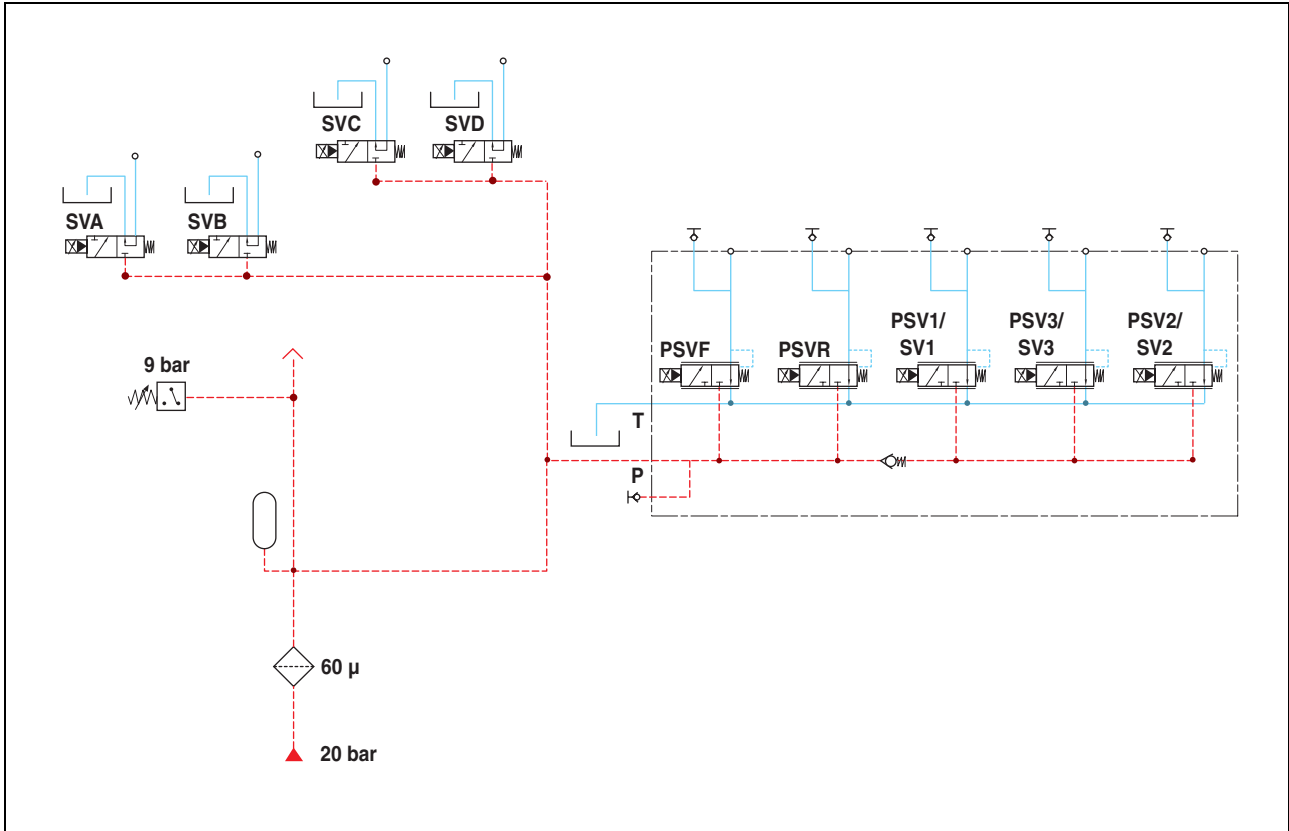 SVC
SVD
SVA
SVB
PSV1/
SV1
PSV3/
SV3
PSV2/
SV2
PSVF
PSVR
9 bar
T
P
60 µ
20 bar